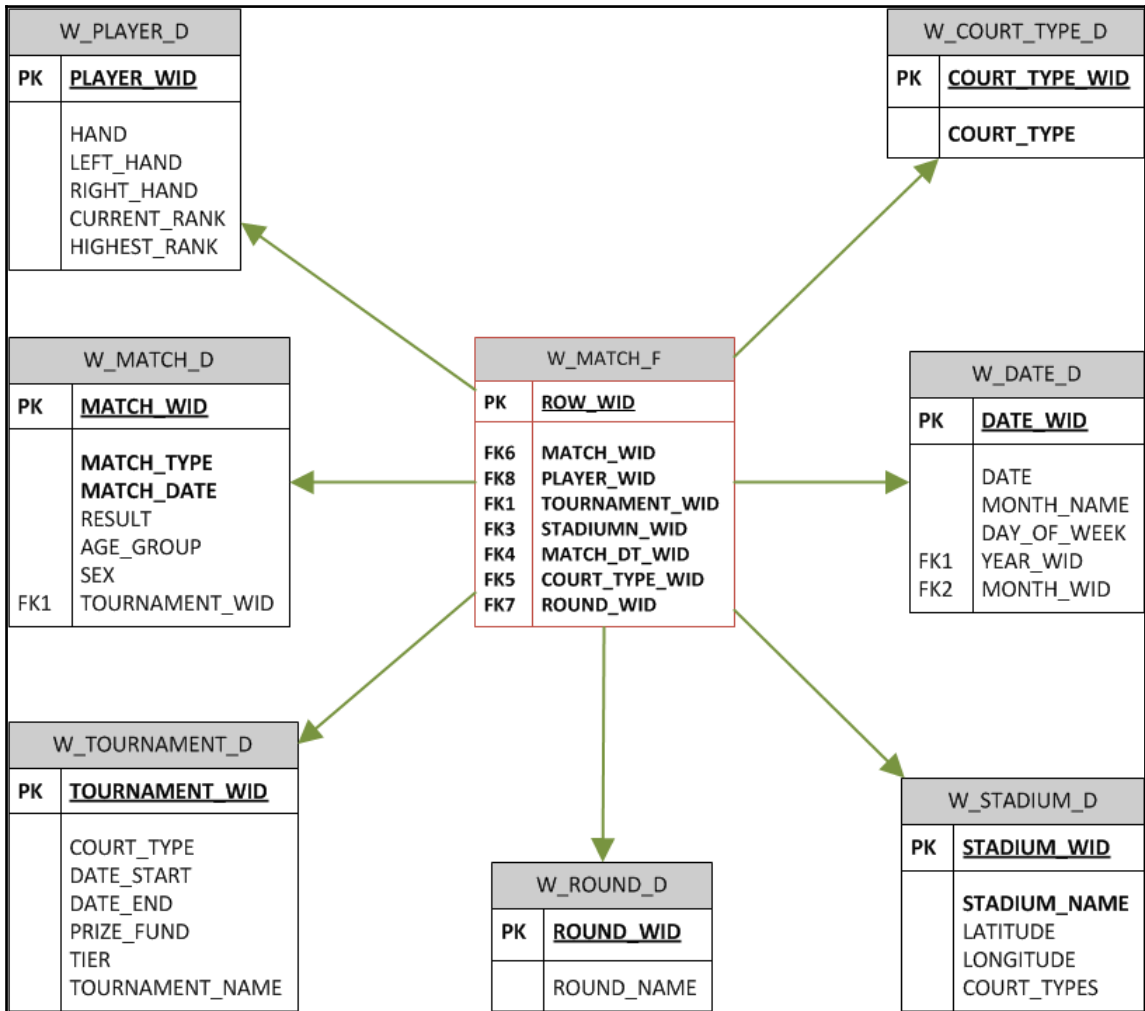 W_PLAYER_D
PK PLAYER_WID
HAND
LEFT_HAND
RIGHT_HAND
CURRENT_RANK
HIGHEST_RANK
W_COURT_TYPE_D
PK COURT_TYPE_WID
COURT_TYPE
W_MATCH_D
PK MATCH_WID
MATCH_TYPE
MATCH_DATE
RESULT
AGE_GROUP
SEX
FK1 TOURNAMENT_WID
W_MATCH_F
PK ROW_WID
FK6 MATCH_WID
FK8 PLAYER_WID
FK1 TOURNAMENT_WID
FK3 STADIUMN_WID
FK4 MATCH_DT_WID
FK5 COURT_TYPE_WID
FK7 ROUND_WID
W_DATE_D
PK DATE_WID
DATE
MONTH_NAME
DAY_OF_WEEK
FK1 YEAR_WID
FK2 MONTH_WID
W_TOURNAMENT_D
PK TOURNAMENT_WID
COURT_TYPE
DATE_START
DATE_END
PRIZE_FUND
TIER
TOURNAMENT_NAME
W_ROUND_D
PK ROUND_WID
ROUND_NAME
W_STADIUM_D
PK STADIUM_WID
STADIUM_NAME
LATITUDE
LONGITUDE
COURT_TYPES